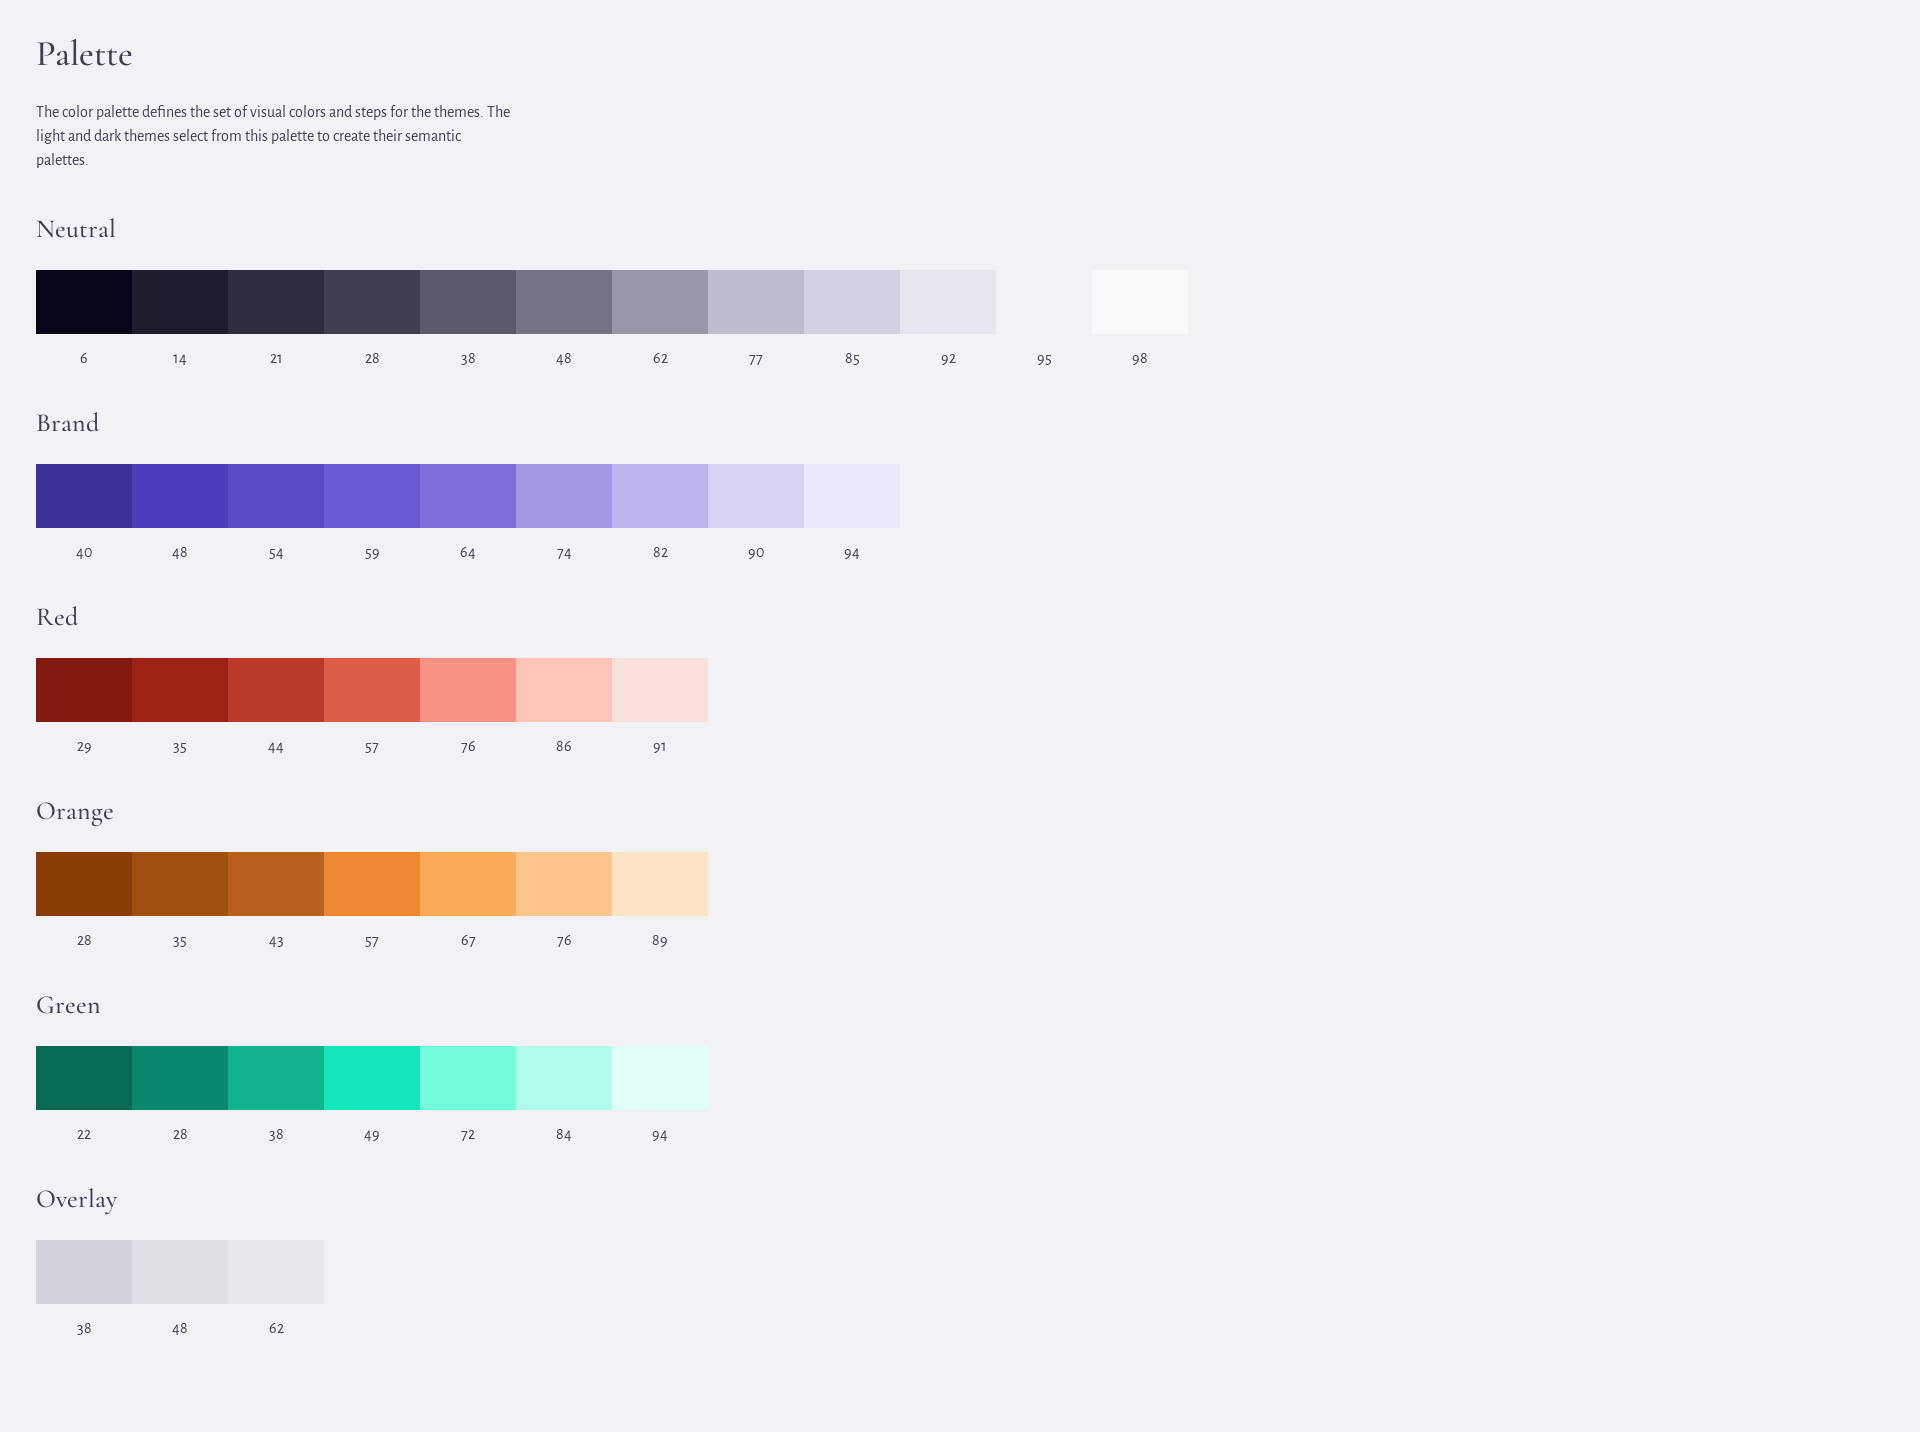 Palette
The color palette defines the set of visual colors and steps for the themes. The
light and dark themes select from this palette to create their semantic
palettes.
Neutral
6 14 21 28 38 48 62 77 85 92 95 98
Brand
40 48 54 59 64 74 82 90 94
Red
29 35 44 57 76 86 91
Orange
28 35 43 57 67 76 89
Green
22 28 38 49 72 84 94
Overlay
38 48 62